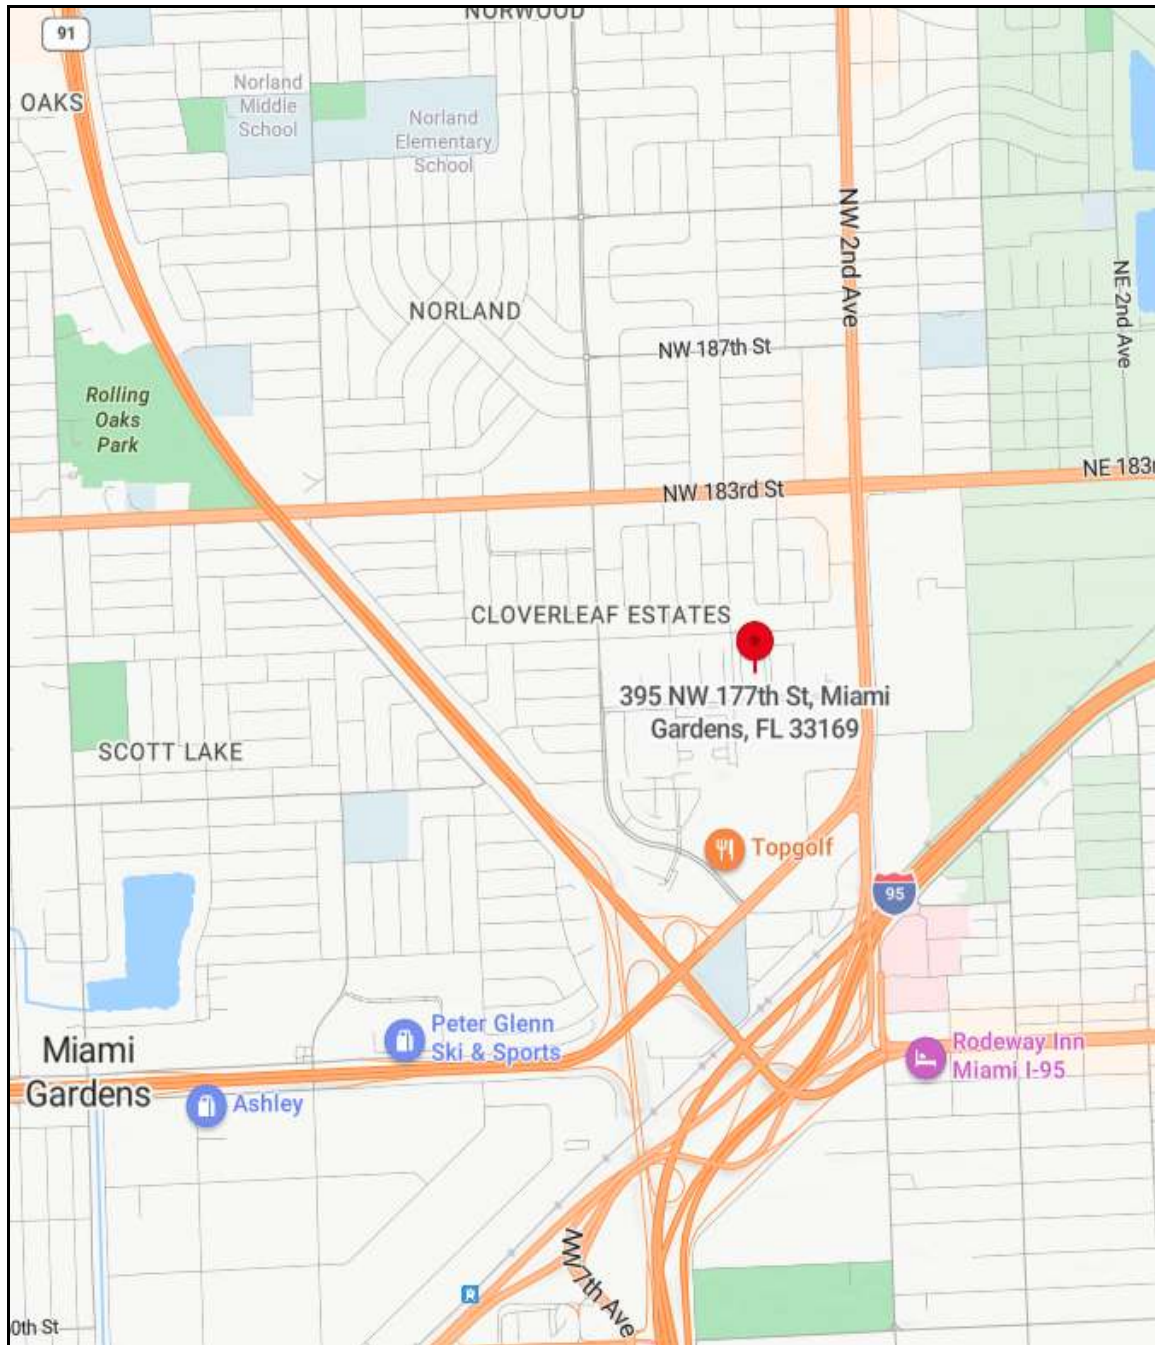 NORWOOD
91
OAKS
Norland
Middle
School
Norland
Elementary
School
NW 2nd Ave
NE 2nd Ave
NORLAND
NW 187th St
Rolling
Oaks
Park
NE 183r
NW 183rd St
CLOVERLEAF ESTATES
395 NW 177th St, Miami
Gardens, FL 33169
SCOTT LAKE
Topgolf
95
Peter Glenn
Ski & Sports
Rodeway Inn
Miami I-95
Miami
Gardens
Ashley
NW 7th Ave
0th St